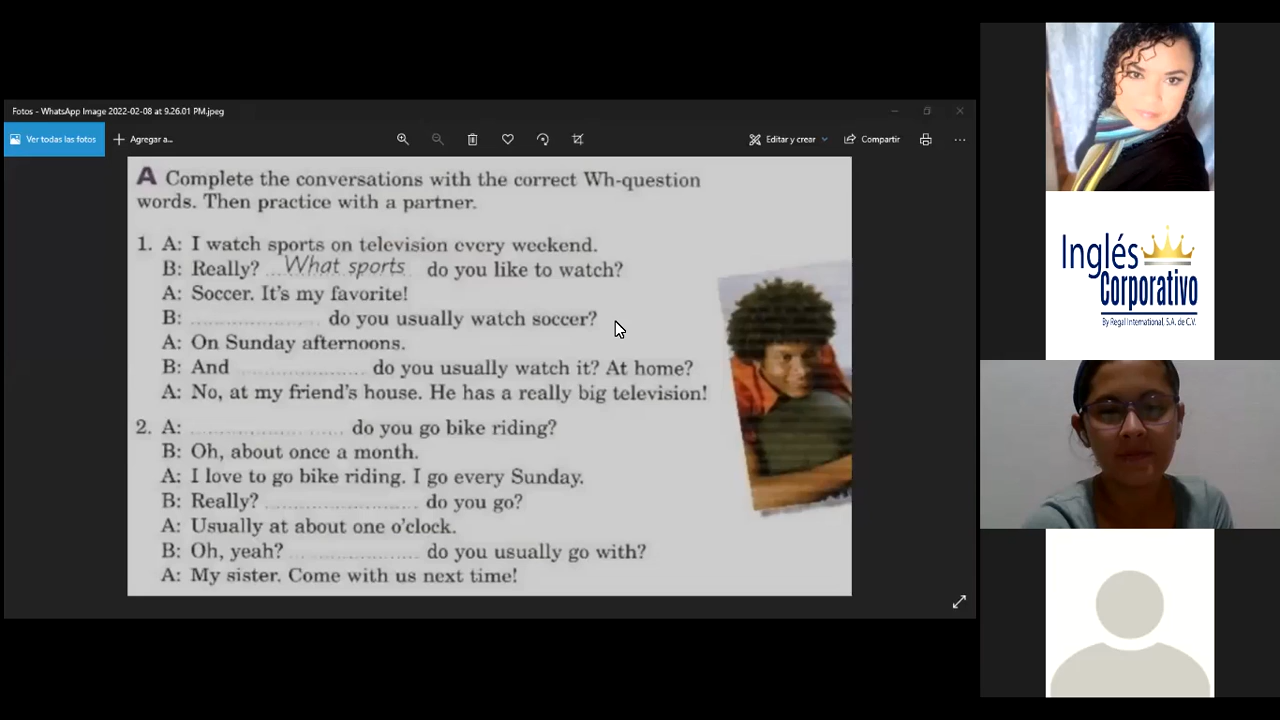 Fotos - WhatsApp Image 2022-02-08 at 9.26.01 PM.jpeg
Ver todas las fotos
Agregar a...
Editar y crear
Compartir
A Complete the conversations with the correct Wh-question
words. Then practice with a partner.
1. A: I watch sports on television every weekend.
B: Really? What sports do you like to watch?
A: Soccer. It's my favorite!
B: .................... do you usually watch soccer?
A: On Sunday afternoons.
B: And .................... do you usually watch it? At home?
A: No, at my friend's house. He has a really big television!
2. A: .................... do you go bike riding?
B: Oh, about once a month.
A: I love to go bike riding. I go every Sunday.
B: Really? .................... do you go?
A: Usually at about one o'clock.
B: Oh, yeah? .................... do you usually go with?
A: My sister. Come with us next time!
Inglés
Corporativo
By Regal International, S.A. de C.V.